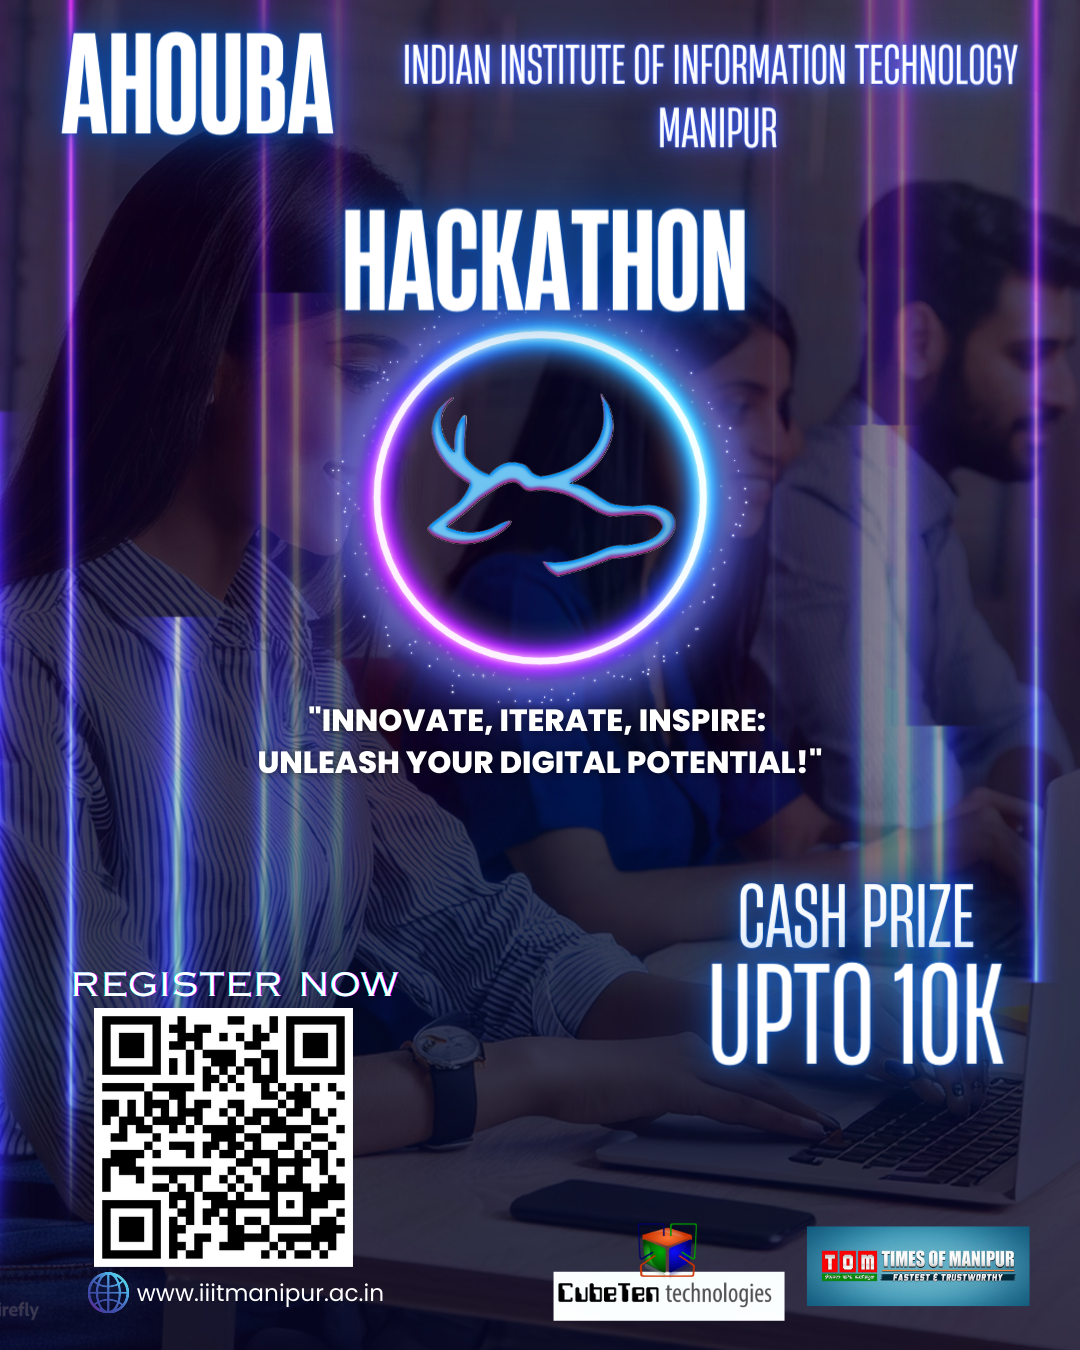 AHOUBA
INDIAN INSTITUTE OF INFORMATION TECHNOLOGY
MANIPUR
HACKATHON
"INNOVATE, ITERATE, INSPIRE:
UNLEASH YOUR DIGITAL POTENTIAL!"
CASH PRIZE
UPTO 10K
REGISTER NOW
www.iiitmanipur.ac.in
CubeTen technologies
TOM TIMES OF MANIPUR
FASTEST & TRUSTWORTHY
irefly